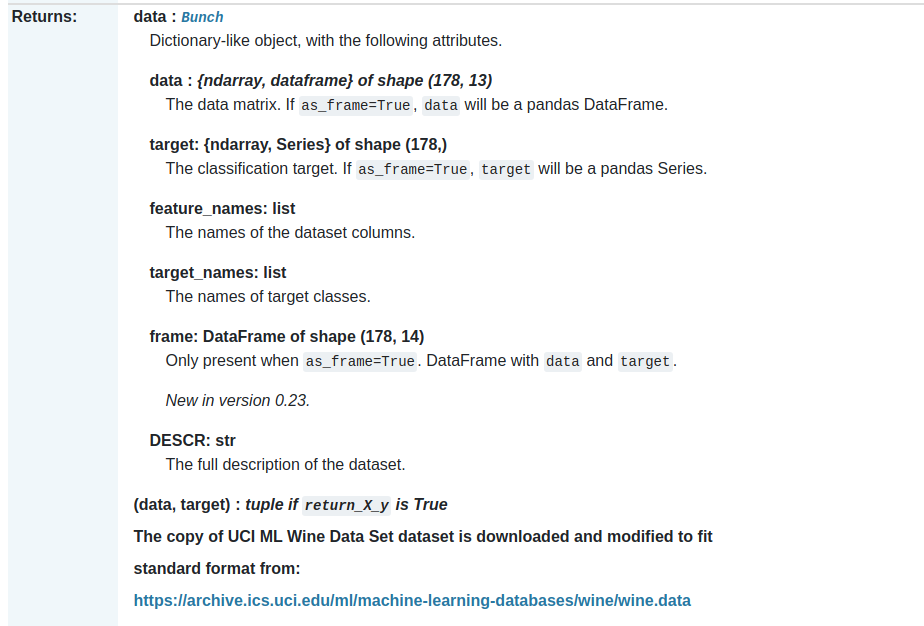 Returns: data : Bunch
Dictionary-like object, with the following attributes.
data : {ndarray, dataframe} of shape (178, 13)
The data matrix. If as_frame=True, data will be a pandas DataFrame.
target: {ndarray, Series} of shape (178,)
The classification target. If as_frame=True, target will be a pandas Series.
feature_names: list
The names of the dataset columns.
target_names: list
The names of target classes.
frame: DataFrame of shape (178, 14)
Only present when as_frame=True. DataFrame with data and target.
New in version 0.23.
DESCR: str
The full description of the dataset.
(data, target) : tuple if return_X_y is True
The copy of UCI ML Wine Data Set dataset is downloaded and modified to fit
standard format from:
https://archive.ics.uci.edu/ml/machine-learning-databases/wine/wine.data